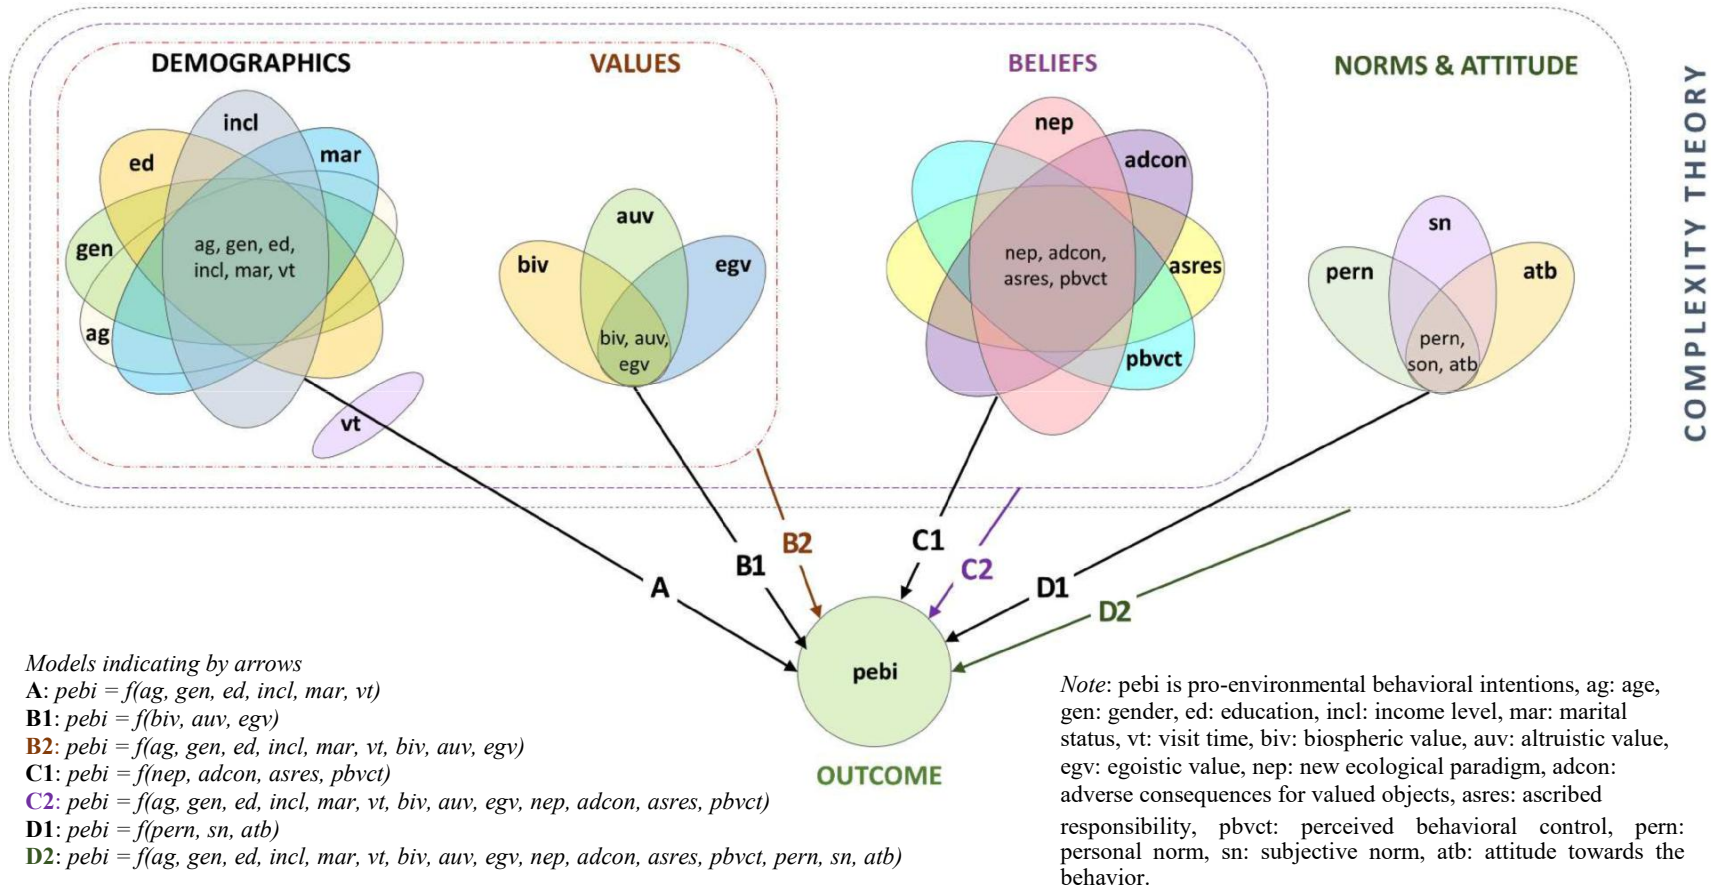 DEMOGRAPHICS
VALUES
BELIEFS
NORMS & ATTITUDE
COMPLEXITY THEORY
incl
ed
mar
gen
ag, gen, ed,
incl, mar, vt
ag
vt
auv
biv
egv
biv, auv,
egv
nep
adcon
nep, adcon,
asres, pbvct
asres
pbvct
sn
pern
atb
pern,
son, atb
A
B1
B2
C1
C2
D1
D2
pebi
OUTCOME
Models indicating by arrows
A: pebi = f(ag, gen, ed, incl, mar, vt)
B1: pebi = f(biv, auv, egv)
B2: pebi = f(ag, gen, ed, incl, mar, vt, biv, auv, egv)
C1: pebi = f(nep, adcon, asres, pbvct)
C2: pebi = f(ag, gen, ed, incl, mar, vt, biv, auv, egv, nep, adcon, asres, pbvct)
D1: pebi = f(pern, sn, atb)
D2: pebi = f(ag, gen, ed, incl, mar, vt, biv, auv, egv, nep, adcon, asres, pbvct, pern, sn, atb)
Note: pebi is pro-environmental behavioral intentions, ag: age,
gen: gender, ed: education, incl: income level, mar: marital
status, vt: visit time, biv: biospheric value, auv: altruistic value,
egv: egoistic value, nep: new ecological paradigm, adcon:
adverse consequences for valued objects, asres: ascribed
responsibility, pbvct: perceived behavioral control, pern:
personal norm, sn: subjective norm, atb: attitude towards the
behavior.